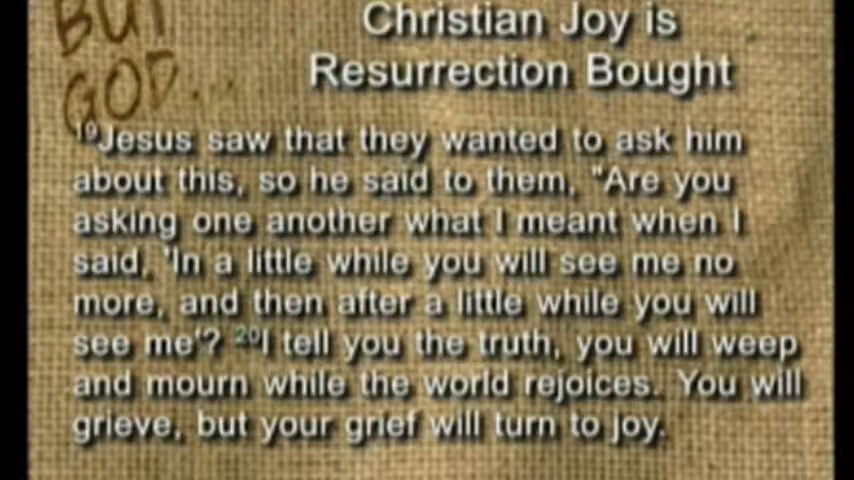 BUT
GOD...
Christian Joy is
Resurrection Bought
19Jesus saw that they wanted to ask him
about this, so he said to them, "Are you
asking one another what I meant when I
said, 'In a little while you will see me no
more, and then after a little while you will
see me'? 20I tell you the truth, you will weep
and mourn while the world rejoices. You will
grieve, but your grief will turn to joy.